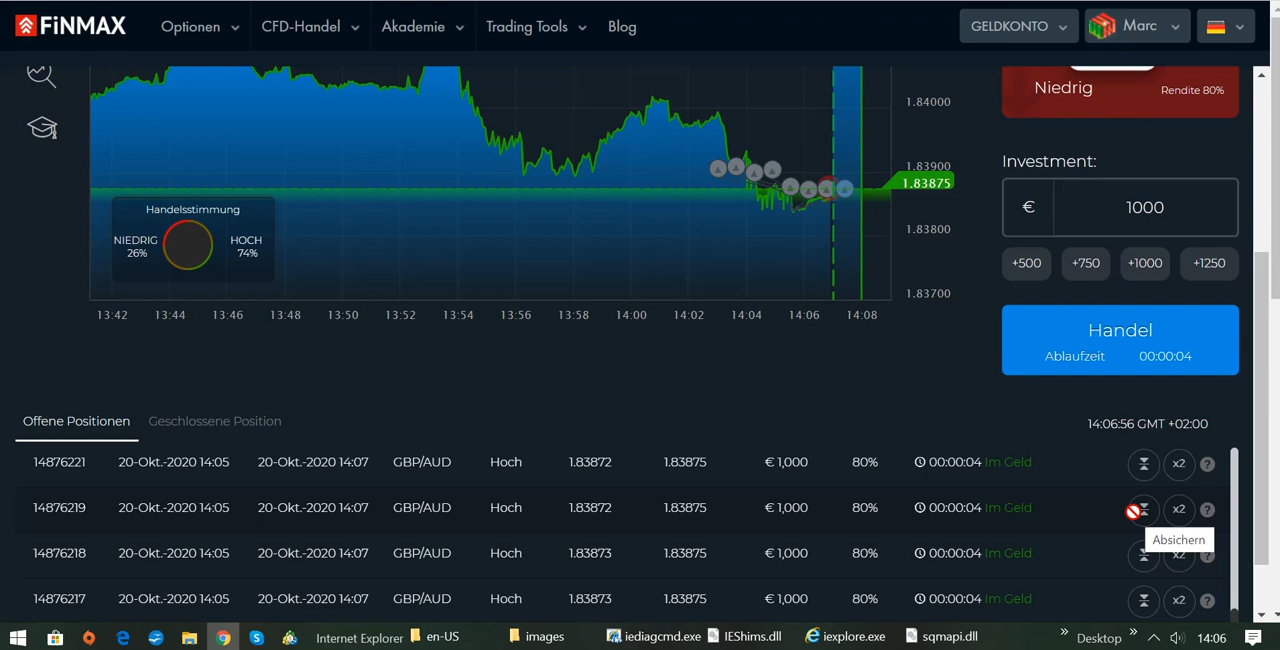 FiNMAX Optionen CFD-Handel Akademie Trading Tools Blog GELDKONTO Marc
1.84000
1.83900
1.83875
1.83800
1.83700
Handelsstimmung
NIEDRIG HOCH
26% 74%
13:42 13:44 13:46 13:48 13:50 13:52 13:54 13:56 13:58 14:00 14:02 14:04 14:06 14:08
Niedrig Rendite 80%
Investment:
€ 1000
+500 +750 +1000 +1250
Handel
Ablaufzeit 00:00:04
Offene Positionen Geschlossene Position 14:06:56 GMT +02:00
14876221 20-Okt.-2020 14:05 20-Okt.-2020 14:07 GBP/AUD Hoch 1.83872 1.83875 € 1,000 80% 00:00:04 Im Geld x2 ?
14876219 20-Okt.-2020 14:05 20-Okt.-2020 14:07 GBP/AUD Hoch 1.83872 1.83875 € 1,000 80% 00:00:04 Im Geld x2 ?
Absichern
14876218 20-Okt.-2020 14:05 20-Okt.-2020 14:07 GBP/AUD Hoch 1.83873 1.83875 € 1,000 80% 00:00:04 Im Geld x2 ?
14876217 20-Okt.-2020 14:05 20-Okt.-2020 14:07 GBP/AUD Hoch 1.83873 1.83875 € 1,000 80% 00:00:04 Im Geld x2 ?
Internet Explorer en-US images iediagcmd.exe IEShims.dll iexplore.exe sqmapi.dll » Desktop » 14:06